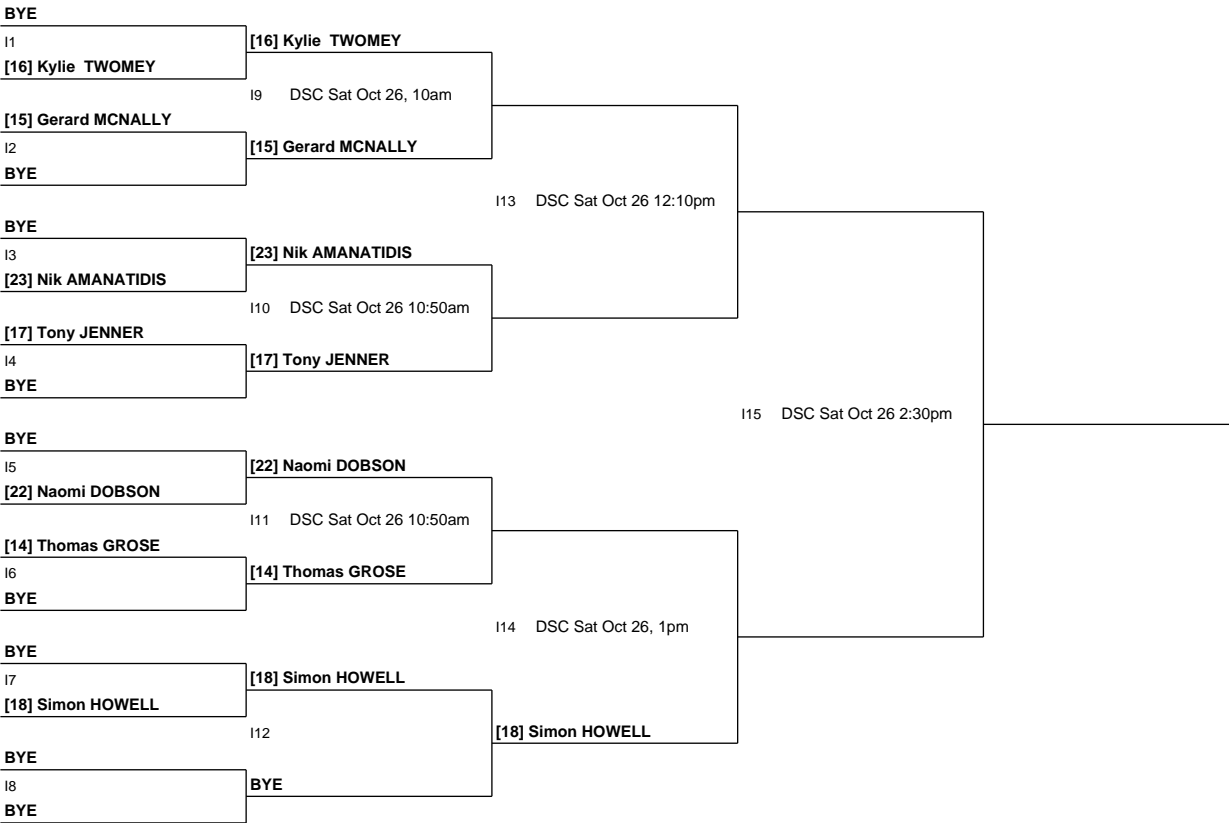 BYE
I1
[16] Kylie TWOMEY
[16] Kylie TWOMEY
I9 DSC Sat Oct 26, 10am
[15] Gerard MCNALLY
I2
[15] Gerard MCNALLY
BYE
I13 DSC Sat Oct 26 12:10pm
BYE
I3
[23] Nik AMANATIDIS
[23] Nik AMANATIDIS
I10 DSC Sat Oct 26 10:50am
[17] Tony JENNER
I4
[17] Tony JENNER
BYE
I15 DSC Sat Oct 26 2:30pm
BYE
I5
[22] Naomi DOBSON
[22] Naomi DOBSON
I11 DSC Sat Oct 26 10:50am
[14] Thomas GROSE
I6
[14] Thomas GROSE
BYE
I14 DSC Sat Oct 26, 1pm
BYE
I7
[18] Simon HOWELL
[18] Simon HOWELL
I12
[18] Simon HOWELL
BYE
I8
BYE
BYE